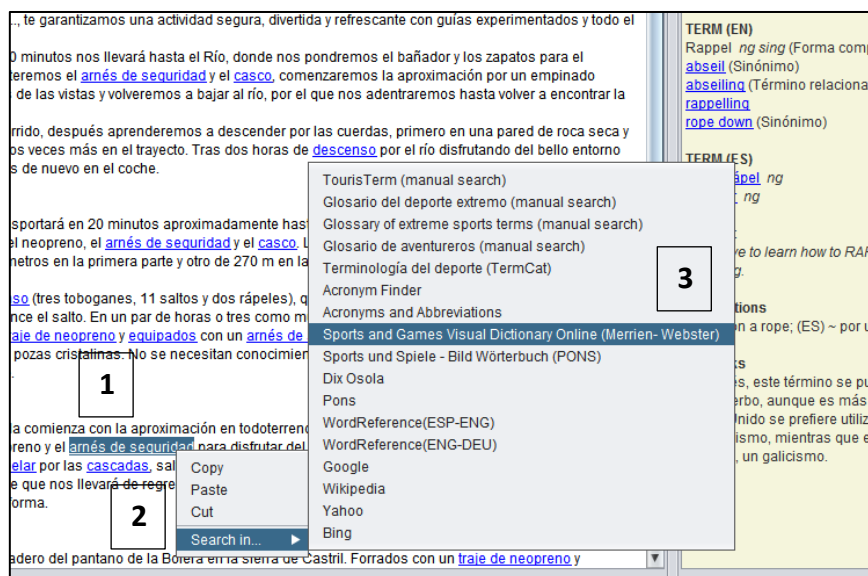 ., te garantizamos una actividad segura, divertida y refrescante con guías experimentados y todo el
0 minutos nos llevará hasta el Río, donde nos pondremos el bañador y los zapatos para el
teremos el arnés de seguridad y el casco, comenzaremos la aproximación por un empinado
de las vistas y volveremos a bajar al río, por el que nos adentraremos hasta volver a encontrar la
rrido, después aprenderemos a descender por las cuerdas, primero en una pared de roca seca y
os veces más en el trayecto. Tras dos horas de descenso por el río disfrutando del bello entorno
s de nuevo en el coche.
sportará en 20 minutos aproximadamente hast
el neopreno, el arnés de seguridad y el casco. L
metros en la primera parte y otro de 270 m en la
so (tres toboganes, 11 saltos y dos rápeles), q
nce el salto. En un par de horas o tres como m
raje de neopreno y equipados con un arnés de
pozas cristalinas. No se necesitan conocimien
1
la comienza con la aproximación en todoterreno
reno y el arnés de seguridad para disfrutar del
elar por las cascadas, sal
e que nos llevará de regre
forma.
2
adero del pantano de la Bolera en la sierra de Castril. Forrados con un traje de neopreno y
Copy
Paste
Cut
Search in...
TourisTerm (manual search)
Glosario del deporte extremo (manual search)
Glossary of extreme sports terms (manual search)
Glosario de aventureros (manual search)
Terminología del deporte (TermCat)
Acronym Finder
Acronyms and Abbreviations
Sports and Games Visual Dictionary Online (Merrien- Webster)
Sports und Spiele - Bild Wörterbuch (PONS)
Dix Osola
Pons
WordReference(ESP-ENG)
WordReference(ENG-DEU)
Google
Wikipedia
Yahoo
Bing
3
TERM (EN)
Rappel ng sing (Forma comp
abseil (Sinónimo)
abseiling (Término relaciona
rappelling
rope down (Sinónimo)
TERM (ES)
ápel ng
ng
ve to learn how to RAP
g.
tions
n a rope; (ES) ~ por u
ks
és, este término se pu
erbo, aunque es más
Unido se prefiere utiliz
ismo, mientras que e
, un galicismo.